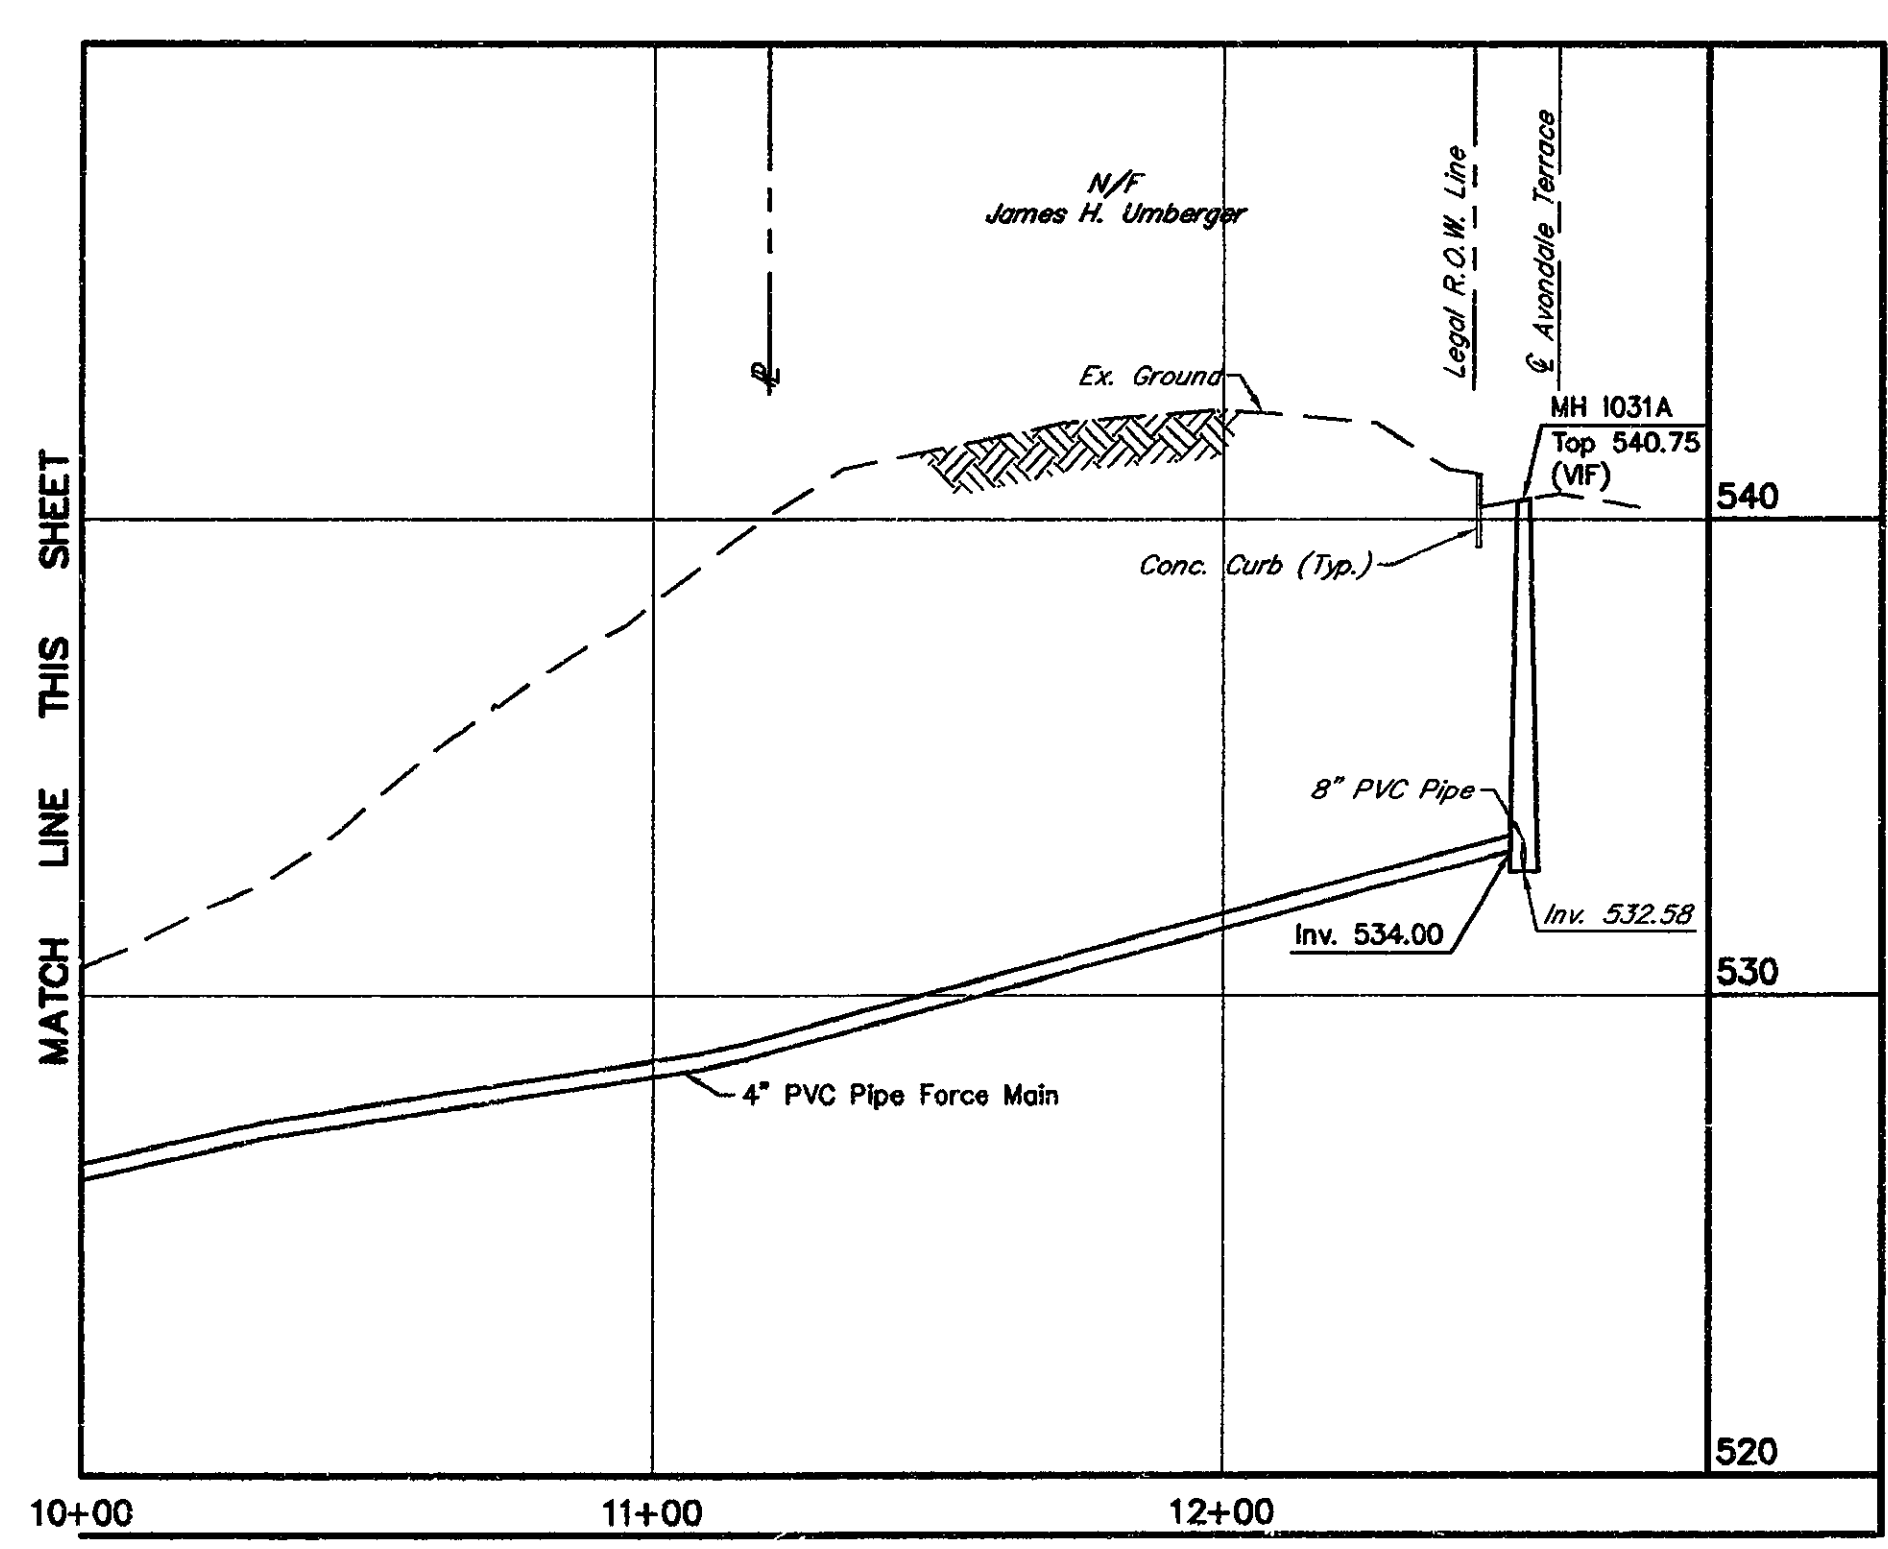 N/F
James H. Umberger
Legal R.O.W. Line
℄ Avondale Terrace
℄
Ex. Ground
MH 1031A
Top 540.75
(VIF)
540
Conc. Curb (Typ.)
MATCH LINE THIS SHEET
8" PVC Pipe
Inv. 532.58
Inv. 534.00
530
4" PVC Pipe Force Main
520
10+00
11+00
12+00